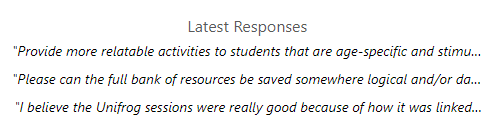 Latest Responses
"Provide more relatable activities to students that are age-specific and stimu...
"Please can the full bank of resources be saved somewhere logical and/or da...
"I believe the Unifrog sessions were really good because of how it was linked...